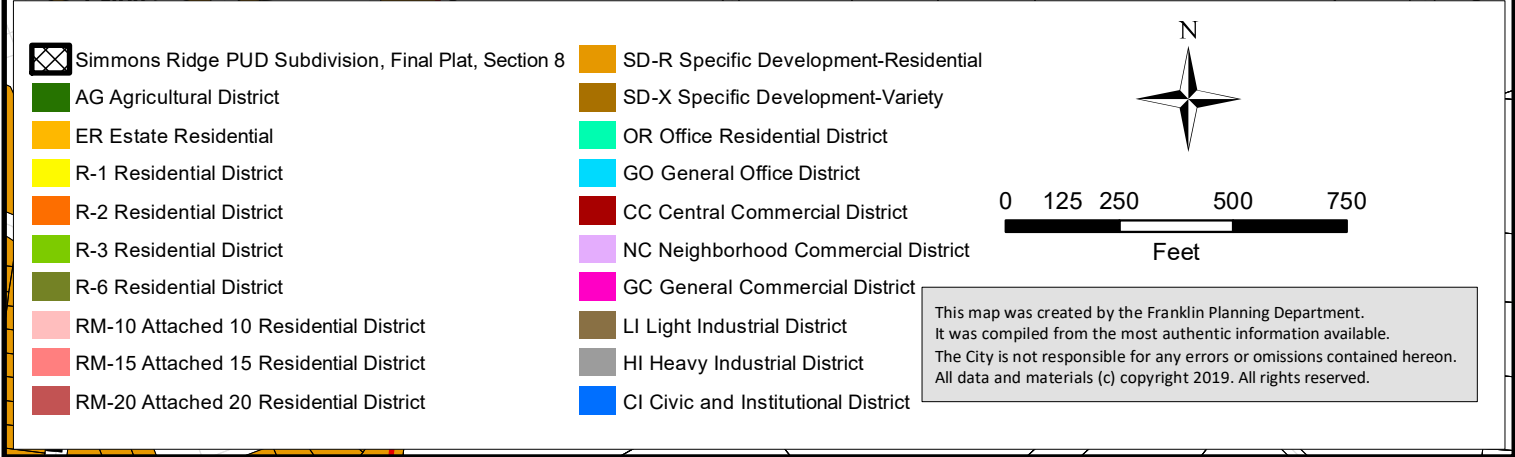 Simmons Ridge PUD Subdivision, Final Plat, Section 8
AG Agricultural District
ER Estate Residential
R-1 Residential District
R-2 Residential District
R-3 Residential District
R-6 Residential District
RM-10 Attached 10 Residential District
RM-15 Attached 15 Residential District
RM-20 Attached 20 Residential District
SD-R Specific Development-Residential
SD-X Specific Development-Variety
OR Office Residential District
GO General Office District
CC Central Commercial District
NC Neighborhood Commercial District
GC General Commercial District
LI Light Industrial District
HI Heavy Industrial District
CI Civic and Institutional District
N
0 125 250 500 750
Feet
This map was created by the Franklin Planning Department.
It was compiled from the most authentic information available.
The City is not responsible for any errors or omissions contained hereon.
All data and materials (c) copyright 2019. All rights reserved.